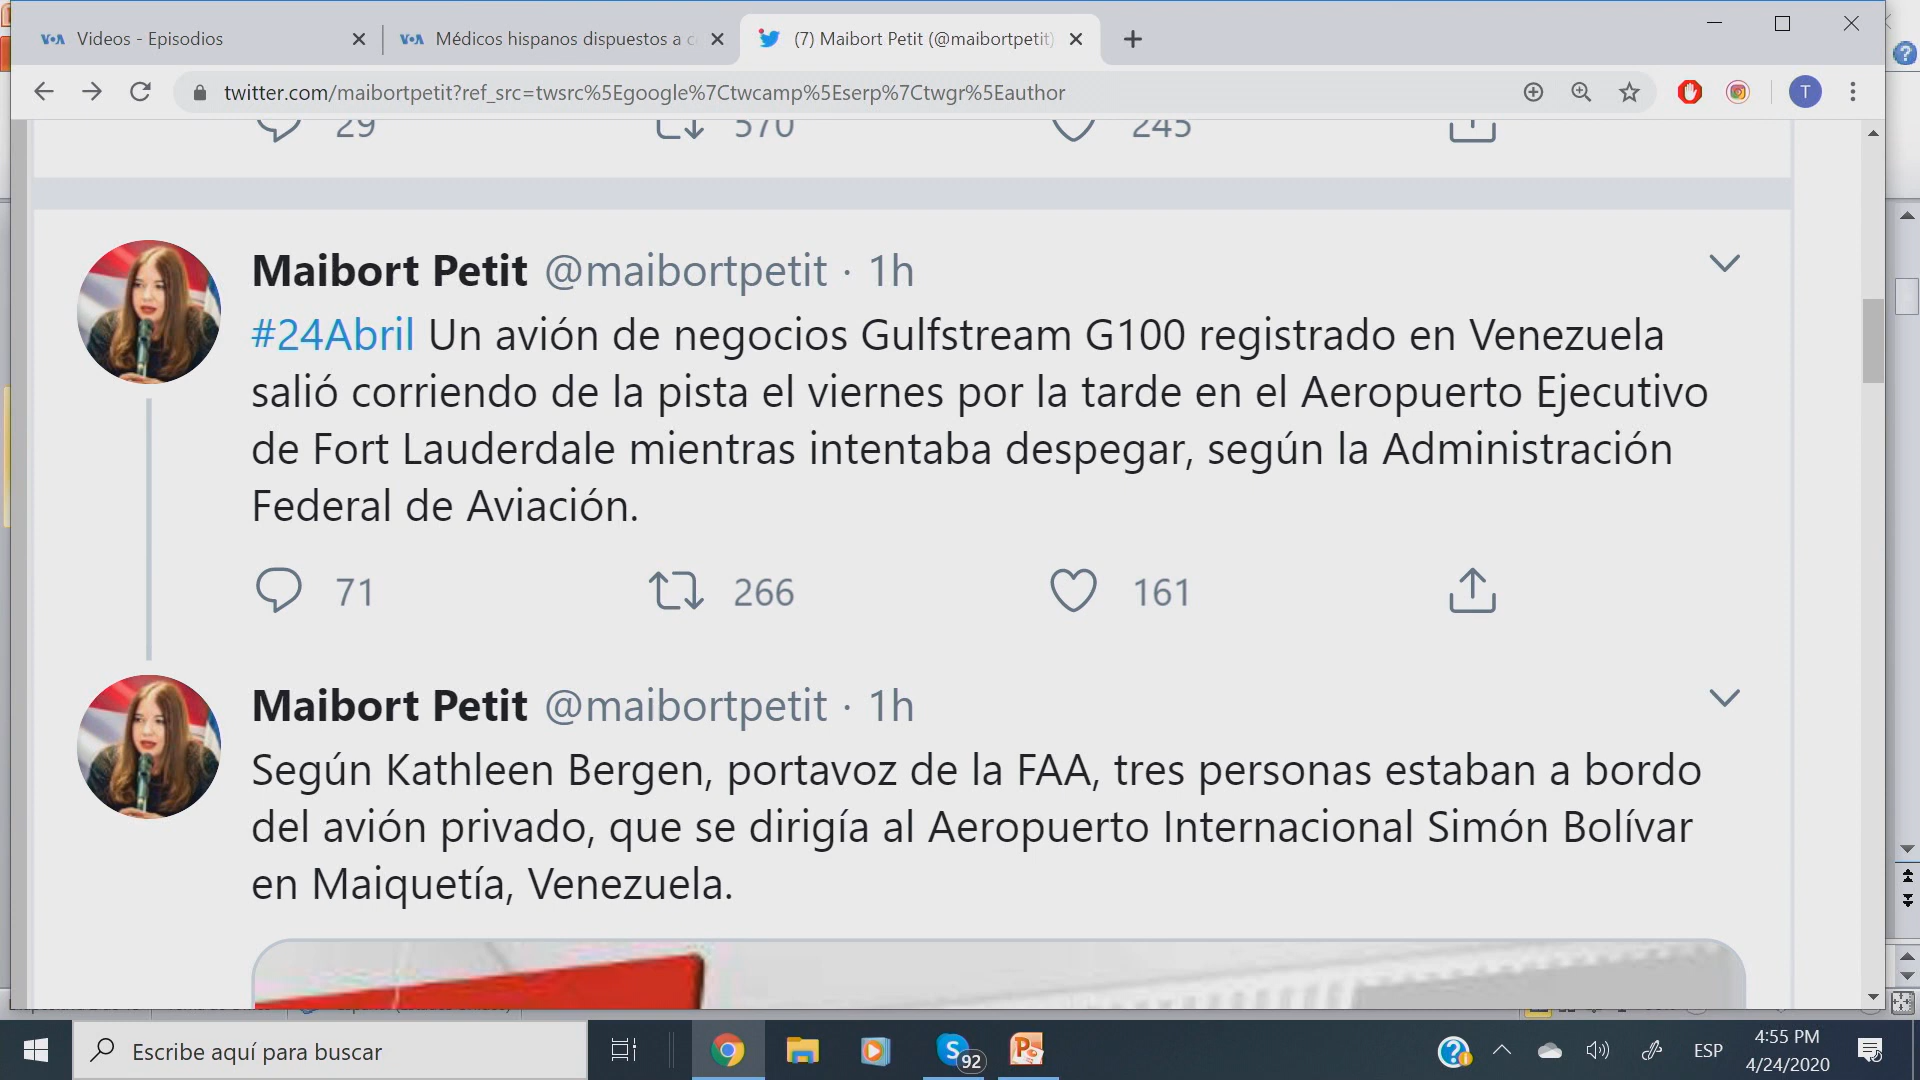 VOA Videos - Episodios
VOA Médicos hispanos dispuestos a c
(7) Maibort Petit (@maibortpetit)
twitter.com/maibortpetit?ref_src=twsrc%5Egoogle%7Ctwcamp%5Eserp%7Ctwgr%5Eauthor
T
29 570 245
Maibort Petit @maibortpetit · 1h
#24Abril Un avión de negocios Gulfstream G100 registrado en Venezuela
salió corriendo de la pista el viernes por la tarde en el Aeropuerto Ejecutivo
de Fort Lauderdale mientras intentaba despegar, según la Administración
Federal de Aviación.
71 266 161
Maibort Petit @maibortpetit · 1h
Según Kathleen Bergen, portavoz de la FAA, tres personas estaban a bordo
del avión privado, que se dirigía al Aeropuerto Internacional Simón Bolívar
en Maiquetía, Venezuela.
Escribe aquí para buscar
92
ESP
4:55 PM
4/24/2020